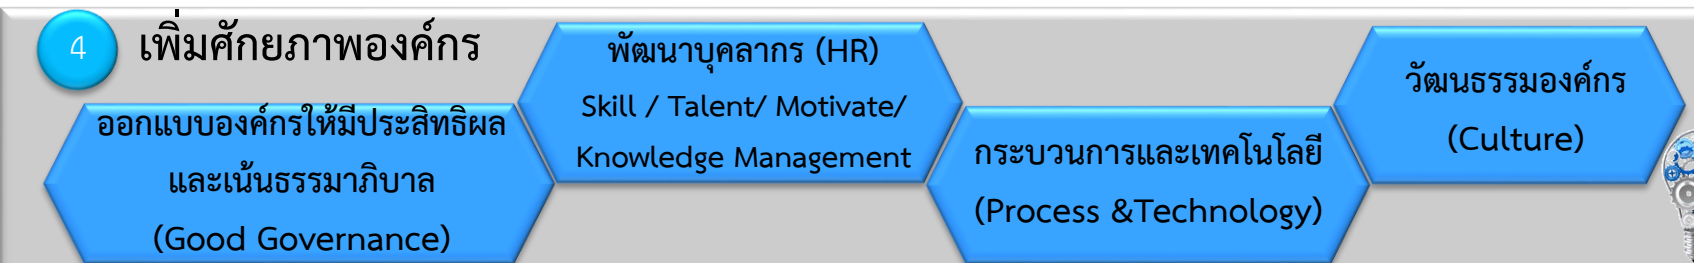 4
เพิ่มศักยภาพองค์กร
ออกแบบองค์กรให้มีประสิทธิผล
และเน้นธรรมาภิบาล
(Good Governance)
พัฒนาบุคลากร (HR)
Skill / Talent/ Motivate/
Knowledge Management
กระบวนการและเทคโนโลยี
(Process &Technology)
วัฒนธรรมองค์กร
(Culture)